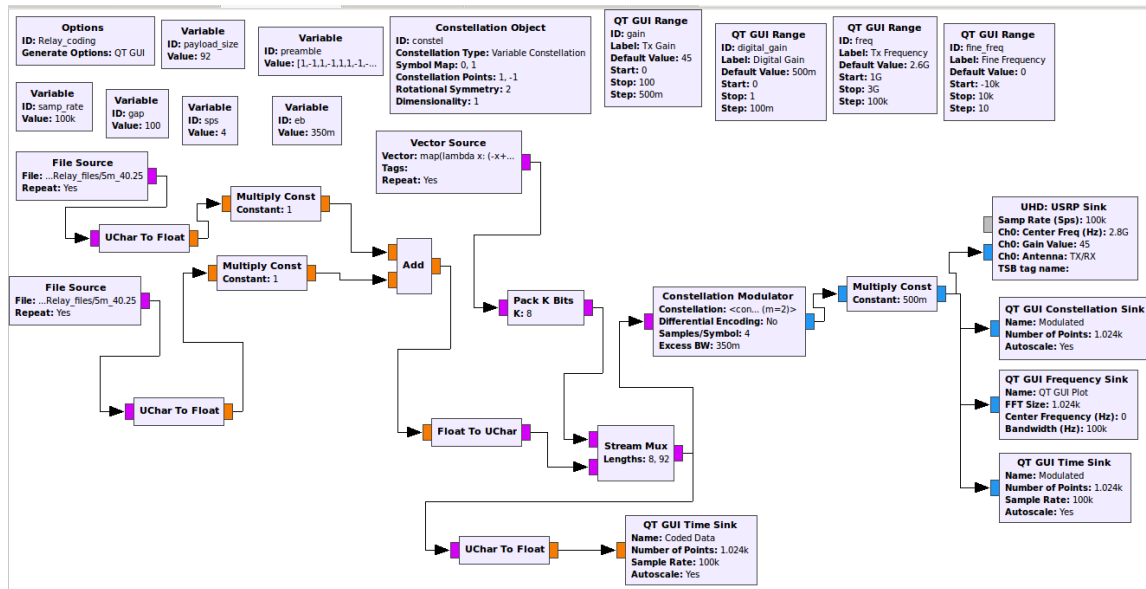 Options
ID: Relay_coding
Generate Options: QT GUI
Variable
ID: payload_size
Value: 92
Variable
ID: preamble
Value: [1,-1,1,-1,1,1,-1,-...
Constellation Object
ID: constel
Constellation Type: Variable Constellation
Symbol Map: 0, 1
Constellation Points: 1, -1
Rotational Symmetry: 2
Dimensionality: 1
QT GUI Range
ID: gain
Label: Tx Gain
Default Value: 45
Start: 0
Stop: 100
Step: 500m
QT GUI Range
ID: digital_gain
Label: Digital Gain
Default Value: 500m
Start: 0
Stop: 1
Step: 100m
QT GUI Range
ID: freq
Label: Tx Frequency
Default Value: 2.6G
Start: 1G
Stop: 3G
Step: 100k
QT GUI Range
ID: fine_freq
Label: Fine Frequency
Default Value: 0
Start: -10k
Stop: 10k
Step: 10
Variable
ID: samp_rate
Value: 100k
Variable
ID: gap
Value: 100
Variable
ID: sps
Value: 4
Variable
ID: eb
Value: 350m
File Source
File: ...Relay_files/5m_40.25
Repeat: Yes
Vector Source
Vector: map(lambda x: (-x+...
Tags:
Repeat: Yes
Multiply Const
Constant: 1
UChar To Float
Multiply Const
Constant: 1
Add
File Source
File: ...Relay_files/5m_40.25
Repeat: Yes
UChar To Float
Pack K Bits
K: 8
Constellation Modulator
Constellation: <con... (m=2)>
Differential Encoding: No
Samples/Symbol: 4
Excess BW: 350m
Multiply Const
Constant: 500m
UHD: USRP Sink
Samp Rate (Sps): 100k
Ch0: Center Freq (Hz): 2.8G
Ch0: Gain Value: 45
Ch0: Antenna: TX/RX
TSB tag name:
QT GUI Constellation Sink
Name: Modulated
Number of Points: 1.024k
Autoscale: Yes
QT GUI Frequency Sink
Name: QT GUI Plot
FFT Size: 1.024k
Center Frequency (Hz): 0
Bandwidth (Hz): 100k
QT GUI Time Sink
Name: Modulated
Number of Points: 1.024k
Sample Rate: 100k
Autoscale: Yes
Float To UChar
Stream Mux
Lengths: 8, 92
UChar To Float
QT GUI Time Sink
Name: Coded Data
Number of Points: 1.024k
Sample Rate: 100k
Autoscale: Yes